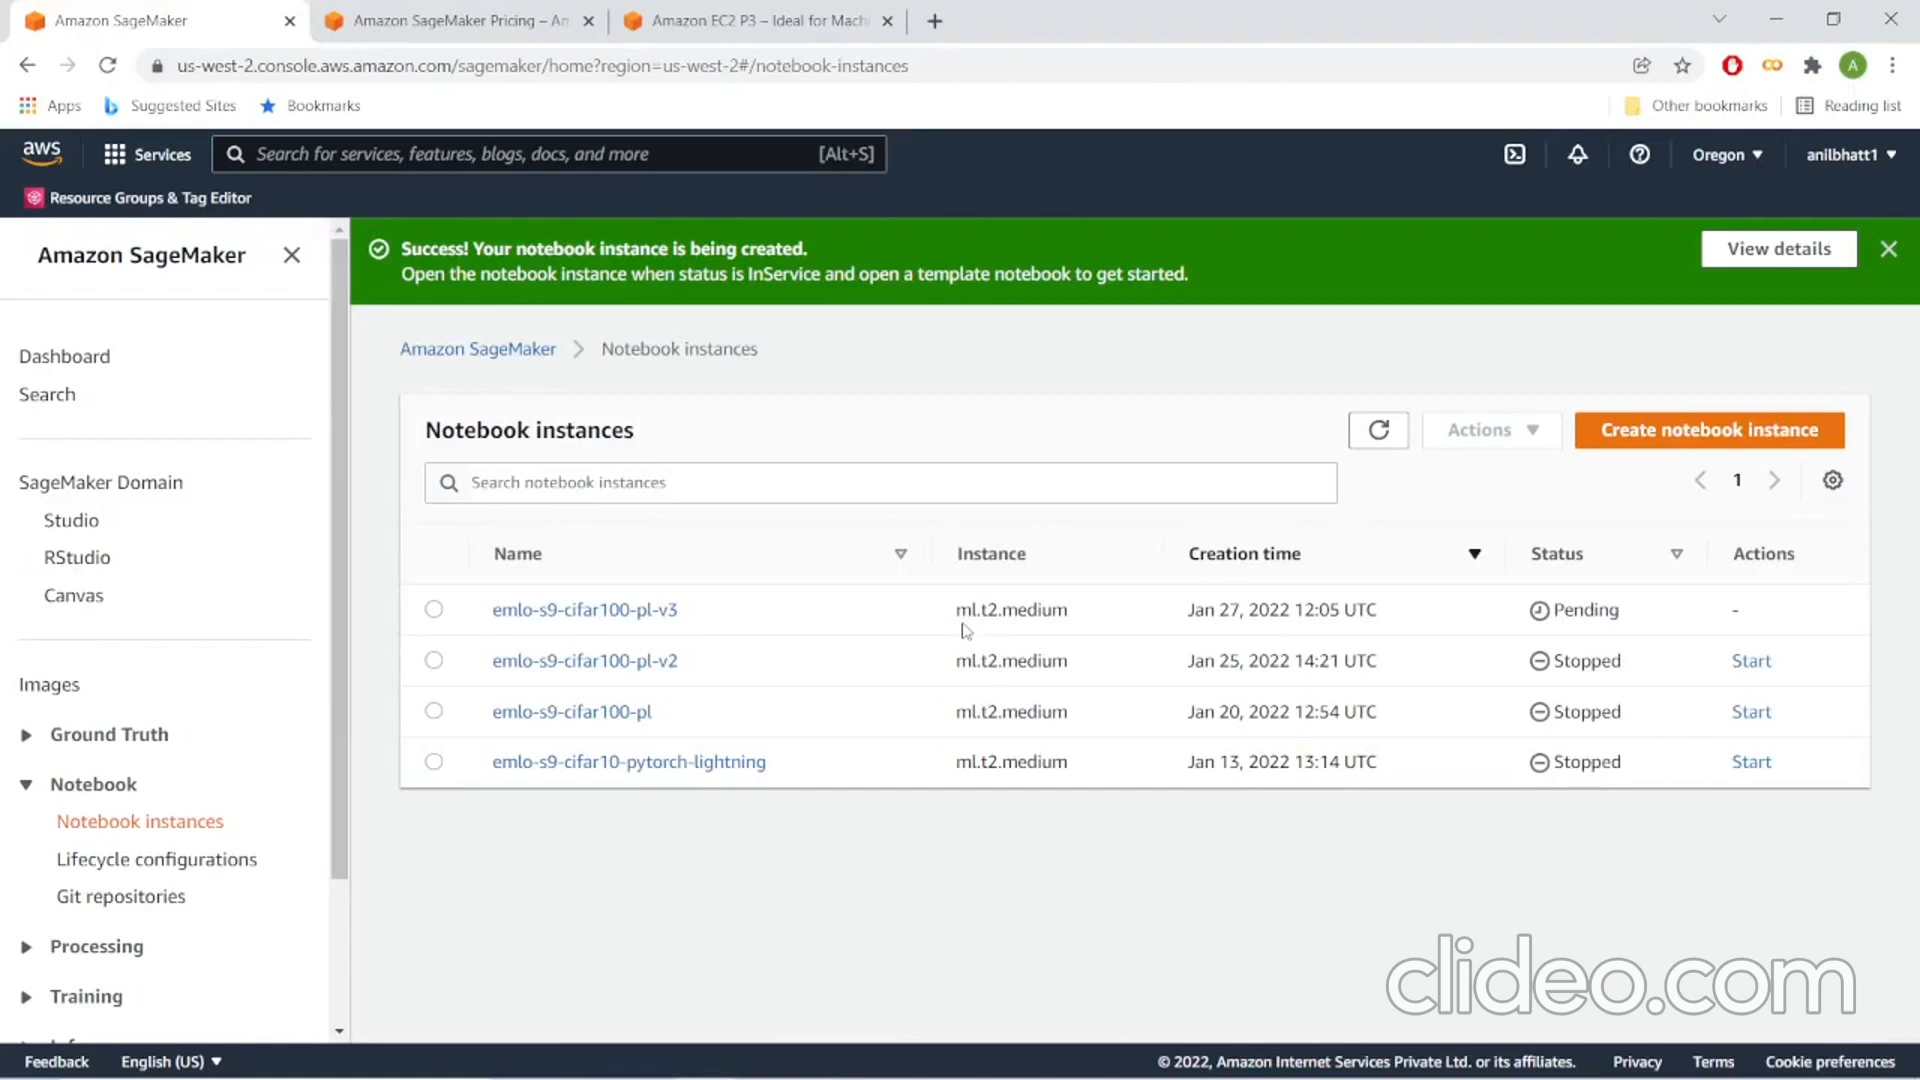 Amazon SageMaker
Amazon SageMaker Pricing – Am
Amazon EC2 P3 – Ideal for Machi
us-west-2.console.aws.amazon.com/sagemaker/home?region=us-west-2#/notebook-instances
A
Apps
Suggested Sites
Bookmarks
Other bookmarks
Reading list
aws
Services
Search for services, features, blogs, docs, and more
[Alt+S]
Oregon
anilbhatt1
Resource Groups & Tag Editor
Amazon SageMaker
Success! Your notebook instance is being created.
Open the notebook instance when status is InService and open a template notebook to get started.
View details
Dashboard
Search
SageMaker Domain
Studio
RStudio
Canvas
Images
Ground Truth
Notebook
Notebook instances
Lifecycle configurations
Git repositories
Processing
Training
Amazon SageMaker > Notebook instances
Notebook instances
Actions
Create notebook instance
Search notebook instances
1
Name Instance Creation time Status Actions
emlo-s9-cifar100-pl-v3 ml.t2.medium Jan 27, 2022 12:05 UTC Pending -
emlo-s9-cifar100-pl-v2 ml.t2.medium Jan 25, 2022 14:21 UTC Stopped Start
emlo-s9-cifar100-pl ml.t2.medium Jan 20, 2022 12:54 UTC Stopped Start
emlo-s9-cifar10-pytorch-lightning ml.t2.medium Jan 13, 2022 13:14 UTC Stopped Start
clideo.com
Feedback
English (US)
© 2022, Amazon Internet Services Private Ltd. or its affiliates.
Privacy
Terms
Cookie preferences